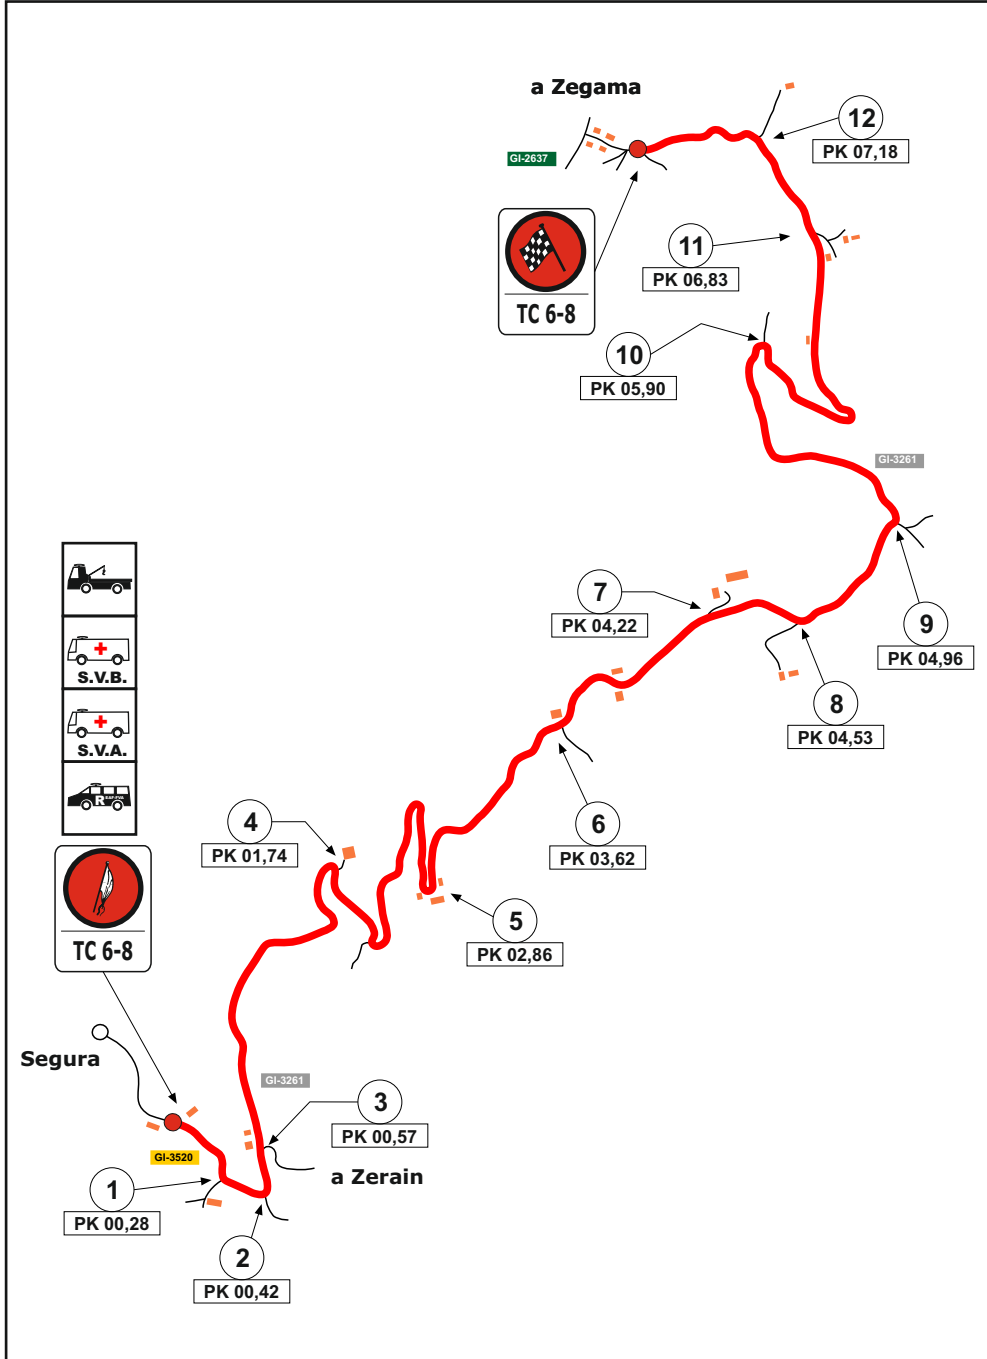 a Zegama
12
PK 07,18
GI-2637
11
PK 06,83
TC 6-8
10
PK 05,90
GI-3261
7
PK 04,22
9
PK 04,96
S.V.B.
8
PK 04,53
S.V.A.
R
4
PK 01,74
6
PK 03,62
5
PK 02,86
TC 6-8
Segura
GI-3261
3
PK 00,57
GI-3520
a Zerain
1
PK 00,28
2
PK 00,42